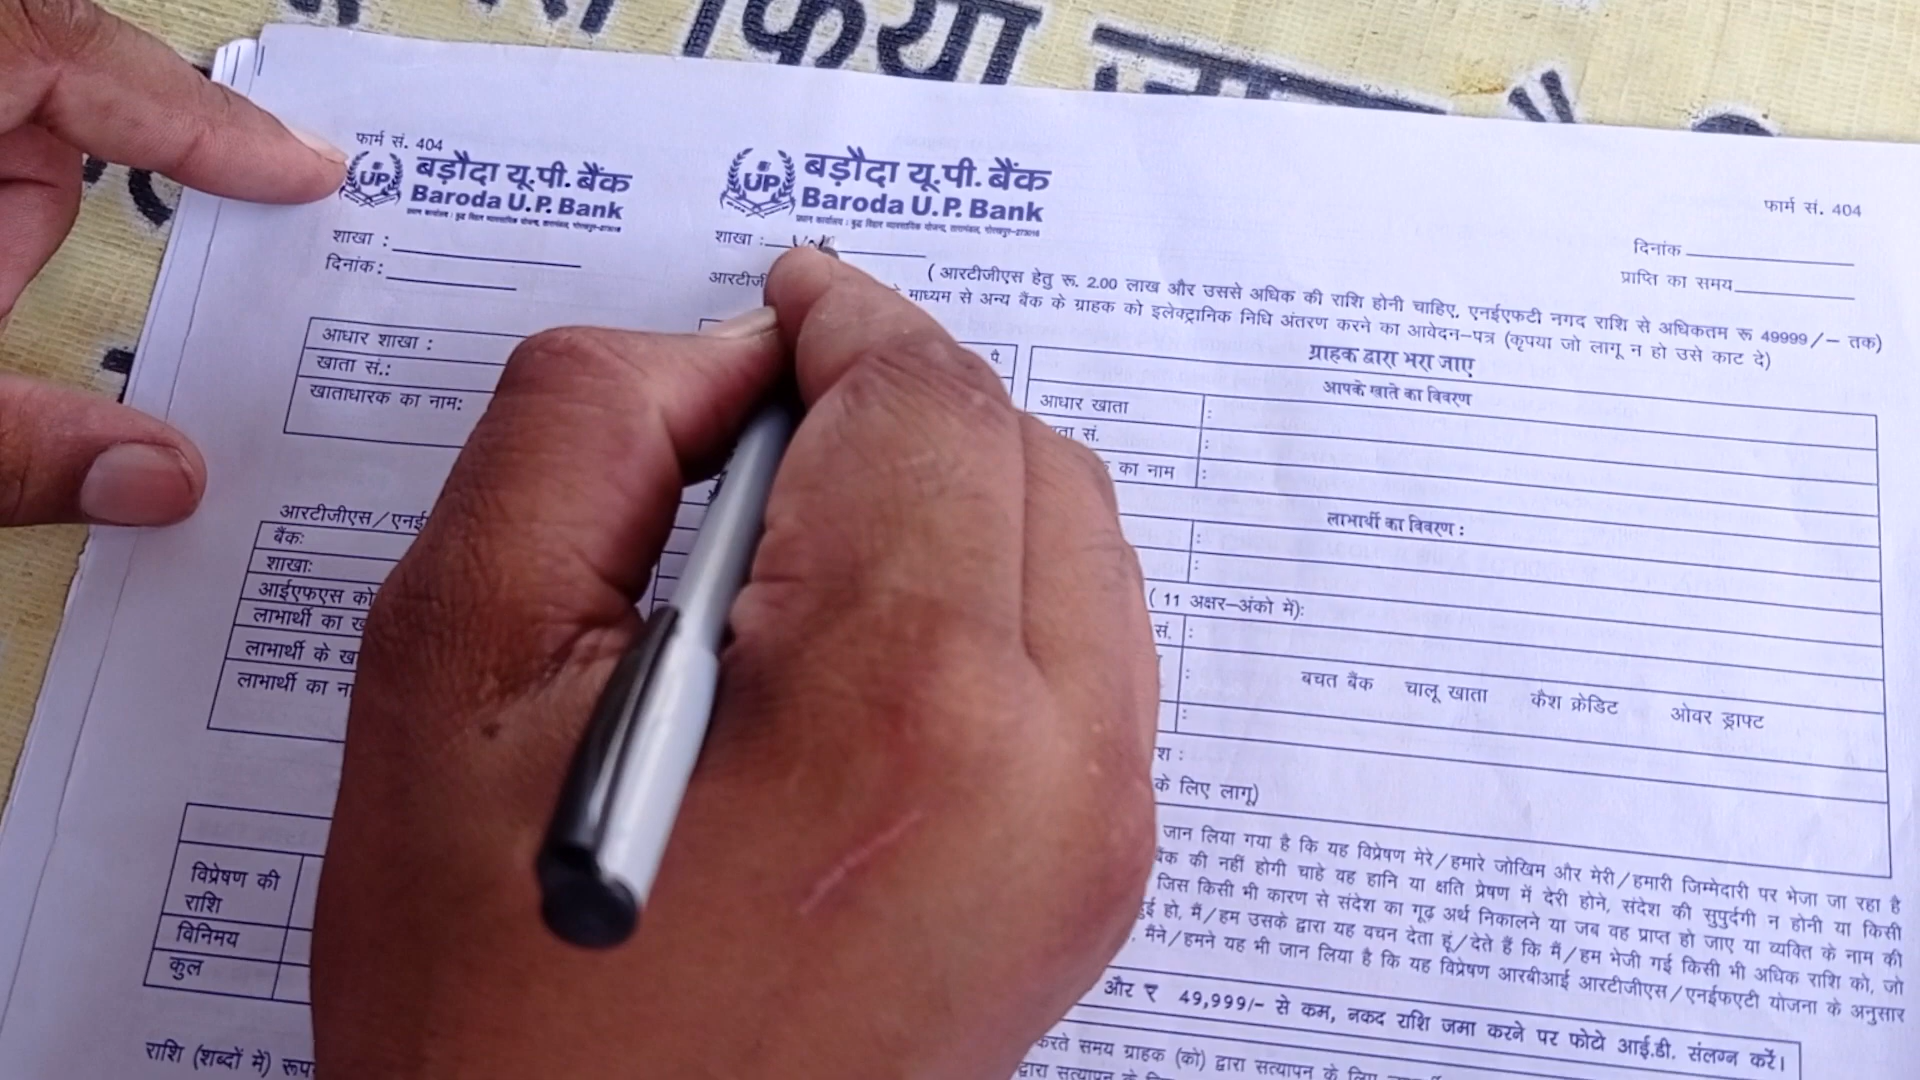 किया
फार्म सं. 404
UP
बड़ौदा यू.पी. बैंक
Baroda U.P. Bank
शाखा :
दिनांक:
आधार शाखा :
खाता सं.:
खाताधारक का नाम:
आरटीजीएस/एनई
बैंकः
शाखाः
आईएफएस को
लाभार्थी का
लाभार्थी के
लाभार्थी का
विप्रेषण की
राशि
विनिमय
कुल
राशि (शब्दों में)
UP
बड़ौदा यू.पी. बैंक
Baroda U.P. Bank
शाखा :
फार्म सं. 404
दिनांक
प्राप्ति का समय
( आरटीजीएस हेतु रू. 2.00 लाख और उससे अधिक की राशि होनी चाहिए, एनईएफटी नगद राशि से अधिकतम रू 49999/– तक)
माध्यम से अन्य बैंक के ग्राहक को इलेक्ट्रानिक निधि अंतरण करने का आवेदन–पत्र (कृपया जो लागू न हो उसे काट दे)
पै.
ग्राहक द्वारा भरा जाए
आपके खाते का विवरण
आधार खाता :
सं. :
का नाम :
लाभार्थी का विवरण :
( 11 अक्षर–अंको में):
सं. :
: बचत बैंक चालू खाता कैश क्रेडिट ओवर ड्राफ्ट
:
के लिए लागू)
जान लिया गया है कि यह विप्रेषण मेरे/हमारे जोखिम और मेरी/हमारी जिम्मेदारी पर भेजा जा रहा है
बैंक की नहीं होगी चाहे वह हानि या क्षति प्रेषण में देरी होने, संदेश की सुपुर्दगी न होनी या किसी
जिस किसी भी कारण से संदेश का गूढ़ अर्थ निकालने या जब वह प्राप्त हो जाए या व्यक्ति के नाम की
हुई हो, मैं/हम उसके द्वारा यह वचन देता हूं/देते हैं कि मैं/हम भेजी गई किसी भी अधिक राशि को, जो
मैंने/हमने यह भी जान लिया है कि यह विप्रेषण आरबीआई आरटीजीएस/एनईफएटी योजना के अनुसार
और ₹ 49,999/- से कम, नकद राशि जमा करने पर फोटो आई.डी. संलग्न करें।
करते समय ग्राहक (को) द्वारा सत्यापन के लिए